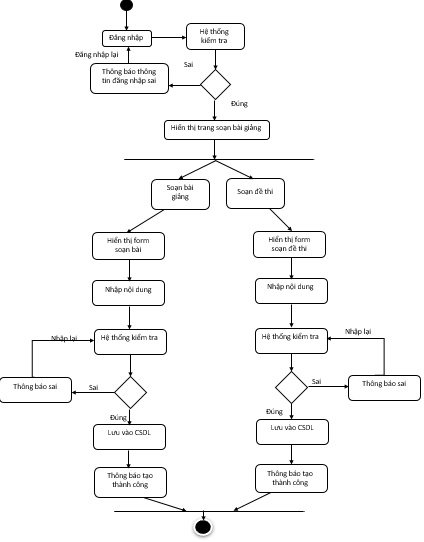 Đăng nhập
Hệ thống
kiểm tra
Đăng nhập lại
Sai
Thông báo thông
tin đăng nhập sai
Đúng
Hiển thị trang soạn bài giảng
Soạn bài
giảng
Soạn đề thi
Hiển thị form
soạn bài
Hiển thị form
soạn đề thi
Nhập nội dung
Nhập nội dung
Nhập lại
Hệ thống kiểm tra
Hệ thống kiểm tra
Nhập lại
Thông báo sai
Sai
Sai
Thông báo sai
Đúng
Đúng
Lưu vào CSDL
Lưu vào CSDL
Thông báo tạo
thành công
Thông báo tạo
thành công